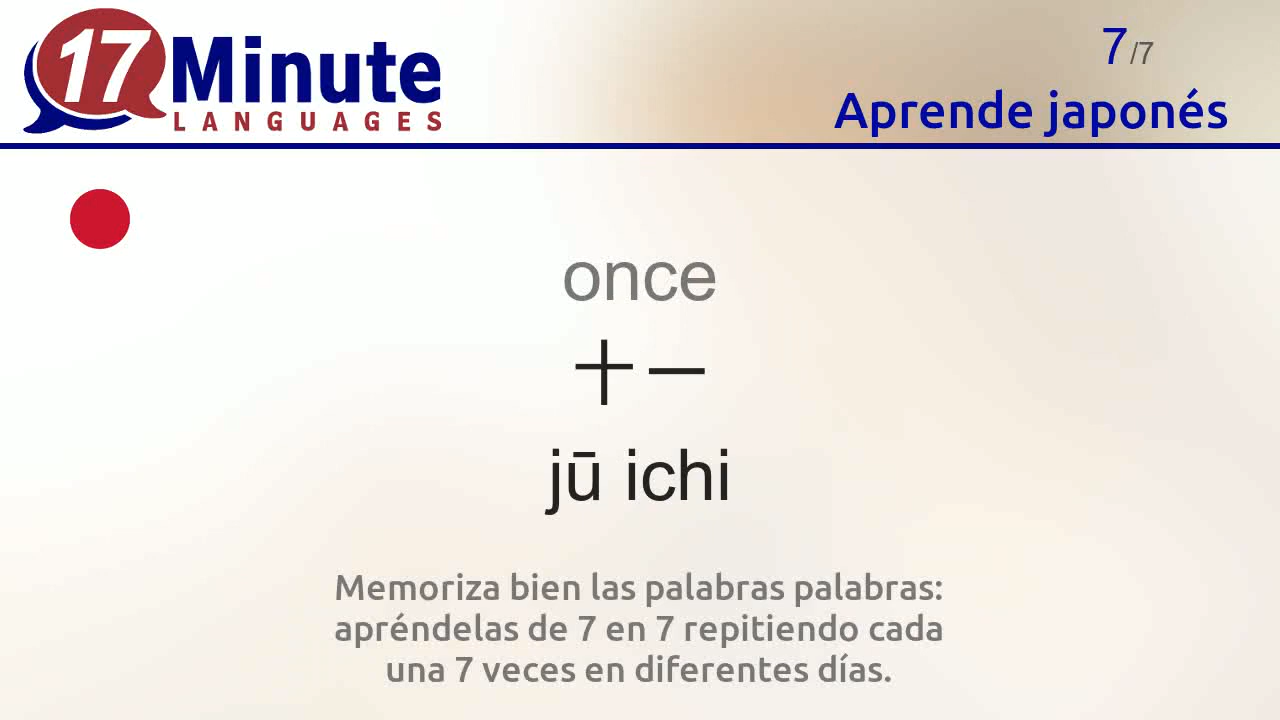 17 Minute
LANGUAGES
7/7
Aprende japonés
once
十一
jū ichi
Memoriza bien las palabras palabras:
apréndelas de 7 en 7 repitiendo cada
una 7 veces en diferentes días.